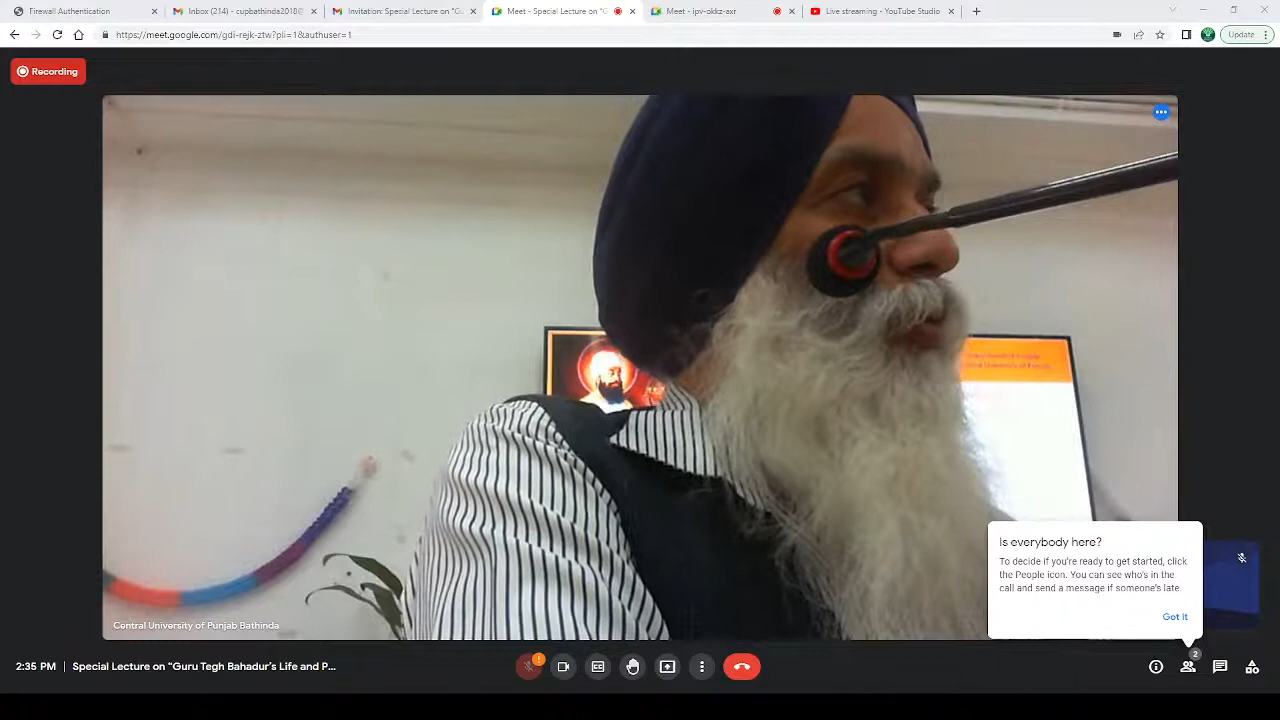 Firewall Authentication
Inbox (214) - cupbathinda2018@
Invitation: Special Lecture on "Gu
Meet - Special Lecture on "G
Meet - ipv-okkz-axr
Live streaming - YouTube Studio
https://meet.google.com/gdi-rejk-ztw?pli=1&authuser=1
Update
Recording
Is everybody here?
To decide if you're ready to get started, click
the People icon. You can see who's in the
call and send a message if someone's late.
Got it
Central University of Punjab Bathinda
2:35 PM | Special Lecture on "Guru Tegh Bahadur's Life and P...
2